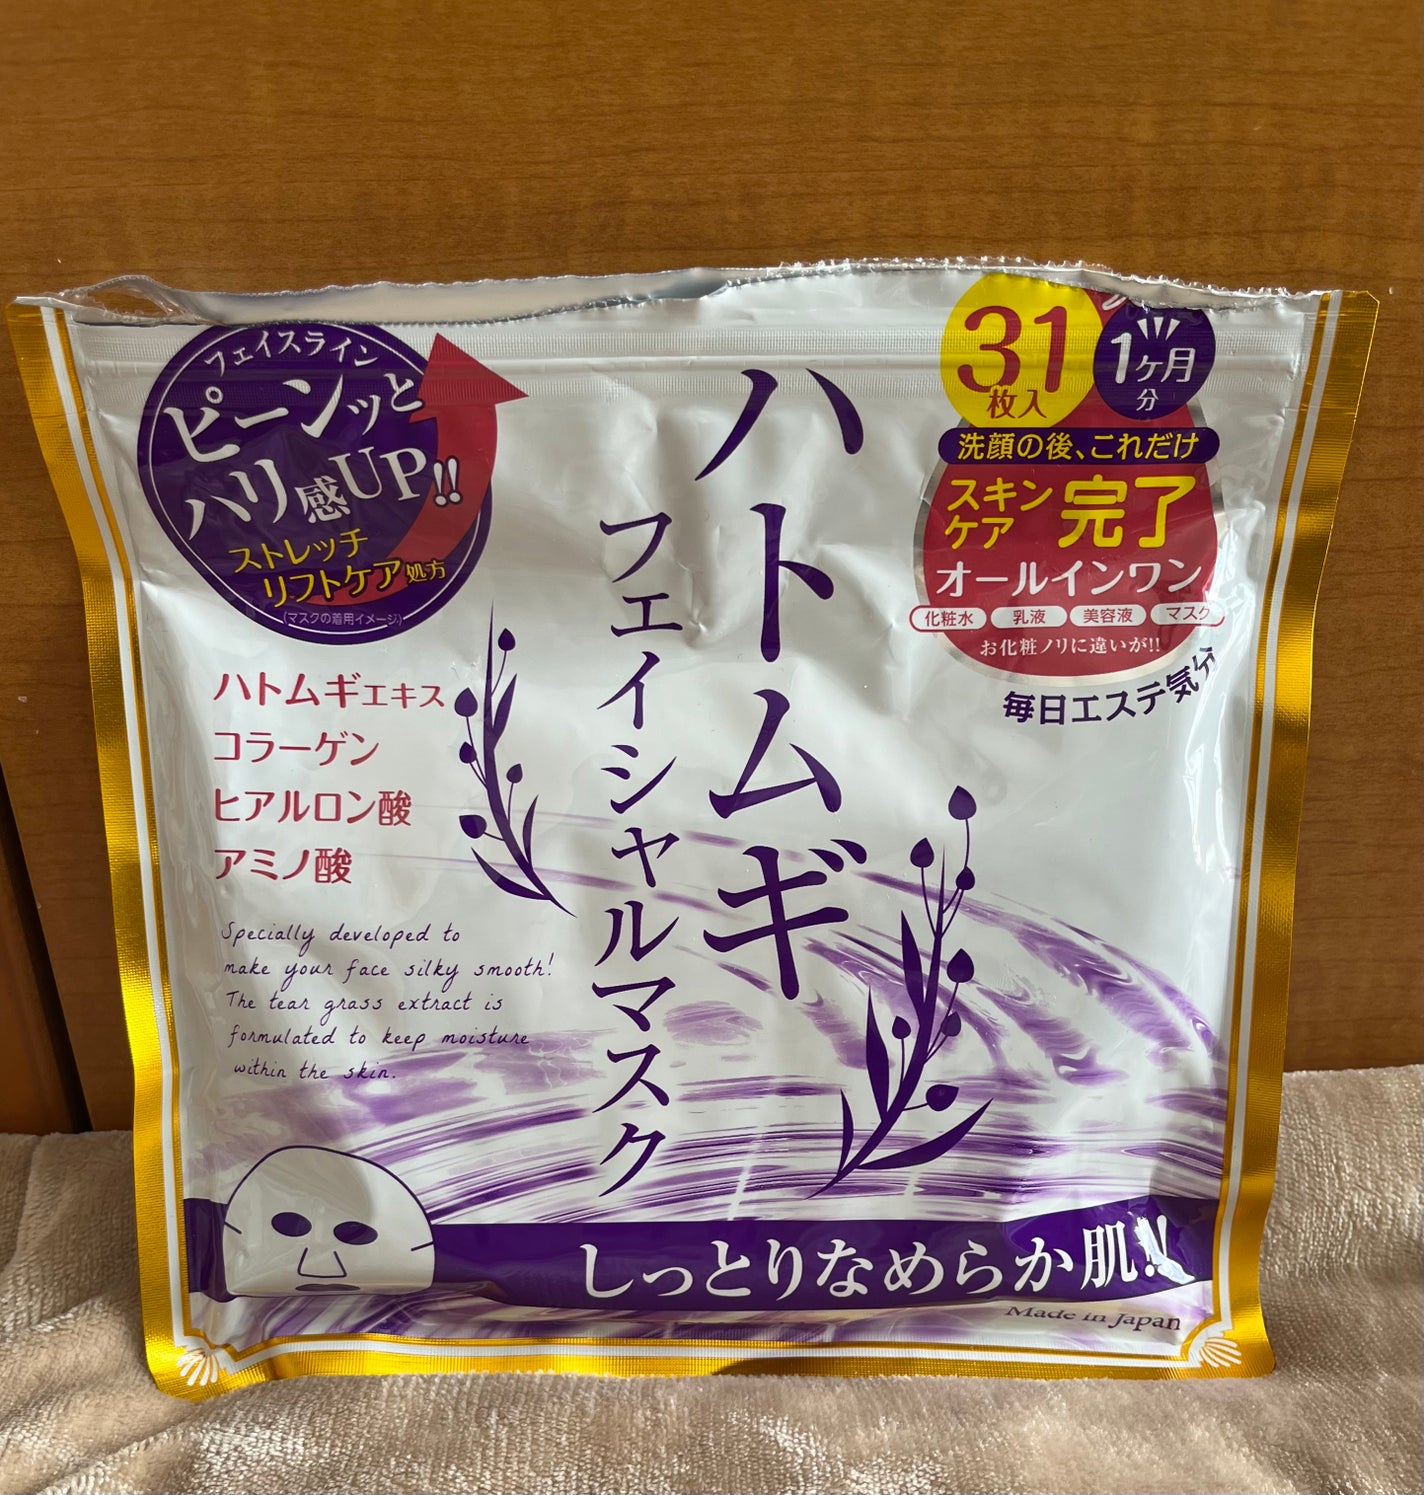 フェイスライン
ピーンッと
ハリ感UP!!
ストレッチ
リフトケア処方
(マスクの着用イメージ)
31
枚入
1ヶ月
分
洗顔の後、これだけ
スキン
ケア
完了
オールインワン
化粧水 乳液 美容液 マスク
お化粧ノリに違いが!!
毎日エステ気分
ハトムギ
フェイシャルマスク
ハトムギエキス
コラーゲン
ヒアルロン酸
アミノ酸
Specially developed to
make your face silky smooth!
The tear grass extract is
formulated to keep moisture
within the skin.
しっとりなめらか肌!!
Made in Japan